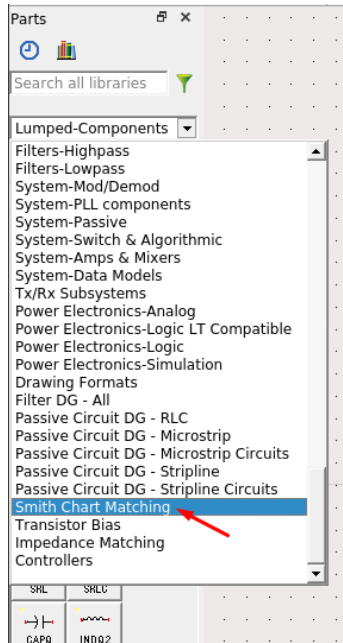 Parts
Search all libraries
Lumped-Components
Filters-Highpass
Filters-Lowpass
System-Mod/Demod
System-PLL components
System-Passive
System-Switch & Algorithmic
System-Amps & Mixers
System-Data Models
Tx/Rx Subsystems
Power Electronics-Analog
Power Electronics-Logic LT Compatible
Power Electronics-Logic
Power Electronics-Simulation
Drawing Formats
Filter DG - All
Passive Circuit DG - RLC
Passive Circuit DG - Microstrip
Passive Circuit DG - Microstrip Circuits
Passive Circuit DG - Stripline
Passive Circuit DG - Stripline Circuits
Smith Chart Matching
Transistor Bias
Impedance Matching
Controllers
SRL SRLC
CAPQ INDQ2